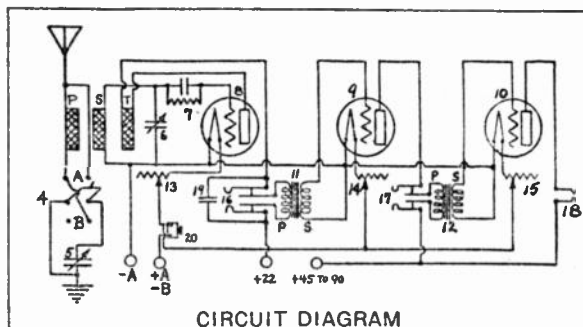 8 9 10
P S T
7
6
A 11
4 13 19 16 14 17 P S 15
B P S 12 18
5 20
-A +A +22 +45 TO 90
-B
CIRCUIT DIAGRAM